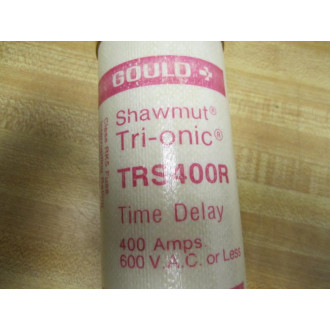 GOULD
Shawmut®
Tri-onic®
TRS400R
Time Delay
400 Amps.
600 V.A.C. or Less